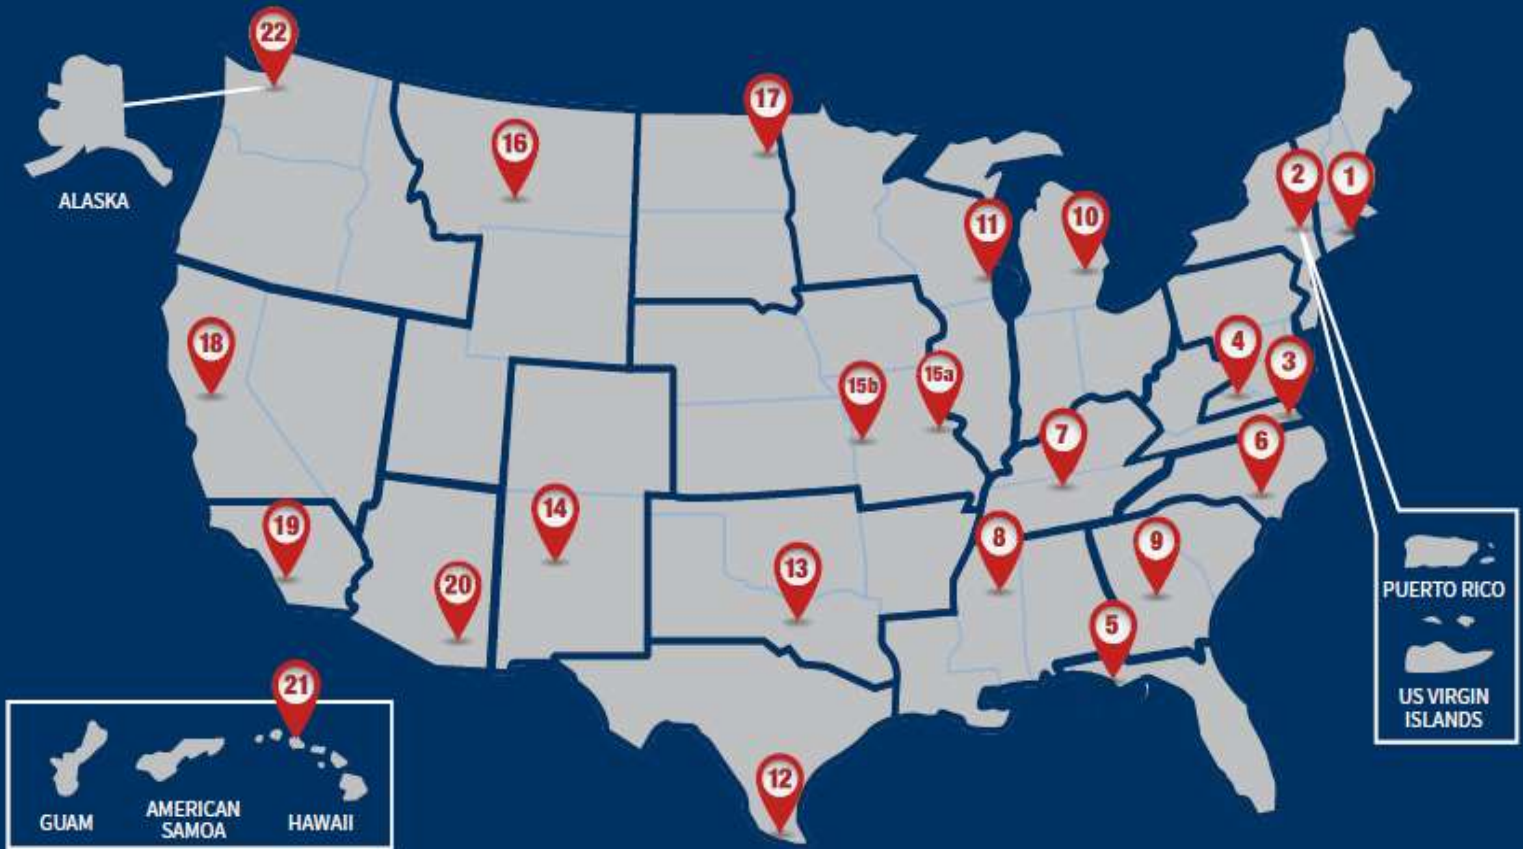 22
17
16
2
1
ALASKA
11
10
18
4
3
15b
15a
7
6
14
19
8
9
13
20
5
PUERTO RICO
21
US VIRGIN
ISLANDS
12
GUAM
AMERICAN
SAMOA
HAWAII